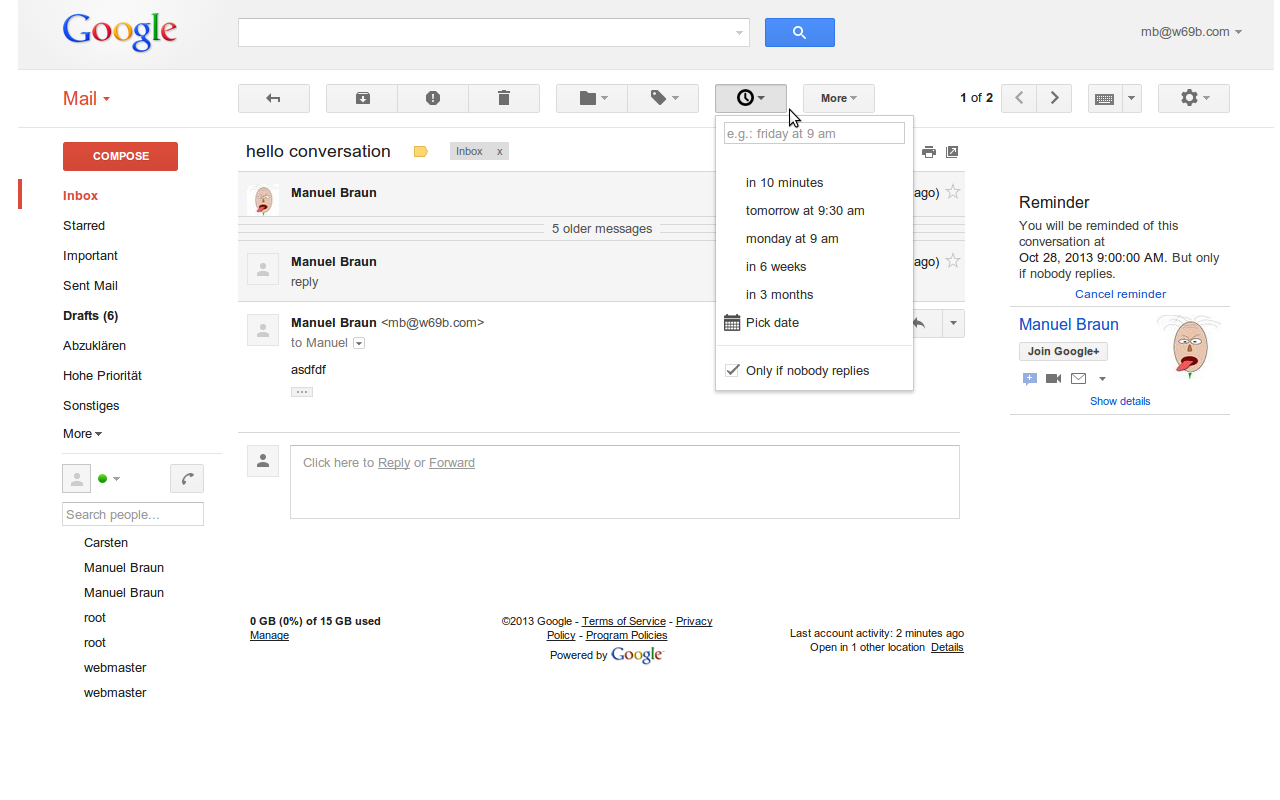 Google
mb@w69b.com
Mail
More
1 of 2
COMPOSE
Inbox
Starred
Important
Sent Mail
Drafts (6)
Abzuklären
Hohe Priorität
Sonstiges
More
Search people...
Carsten
Manuel Braun
Manuel Braun
root
root
webmaster
webmaster
hello conversation
Inbox x
Manuel Braun
ago)
5 older messages
Manuel Braun
ago)
reply
Manuel Braun <mb@w69b.com>
to Manuel
asdfdf
Click here to Reply or Forward
e.g.: friday at 9 am
in 10 minutes
tomorrow at 9:30 am
monday at 9 am
in 6 weeks
in 3 months
Pick date
Only if nobody replies
Reminder
You will be reminded of this
conversation at
Oct 28, 2013 9:00:00 AM. But only
if nobody replies.
Cancel reminder
Manuel Braun
Join Google+
Show details
0 GB (0%) of 15 GB used
Manage
©2013 Google - Terms of Service - Privacy
Policy - Program Policies
Powered by Google
Last account activity: 2 minutes ago
Open in 1 other location Details